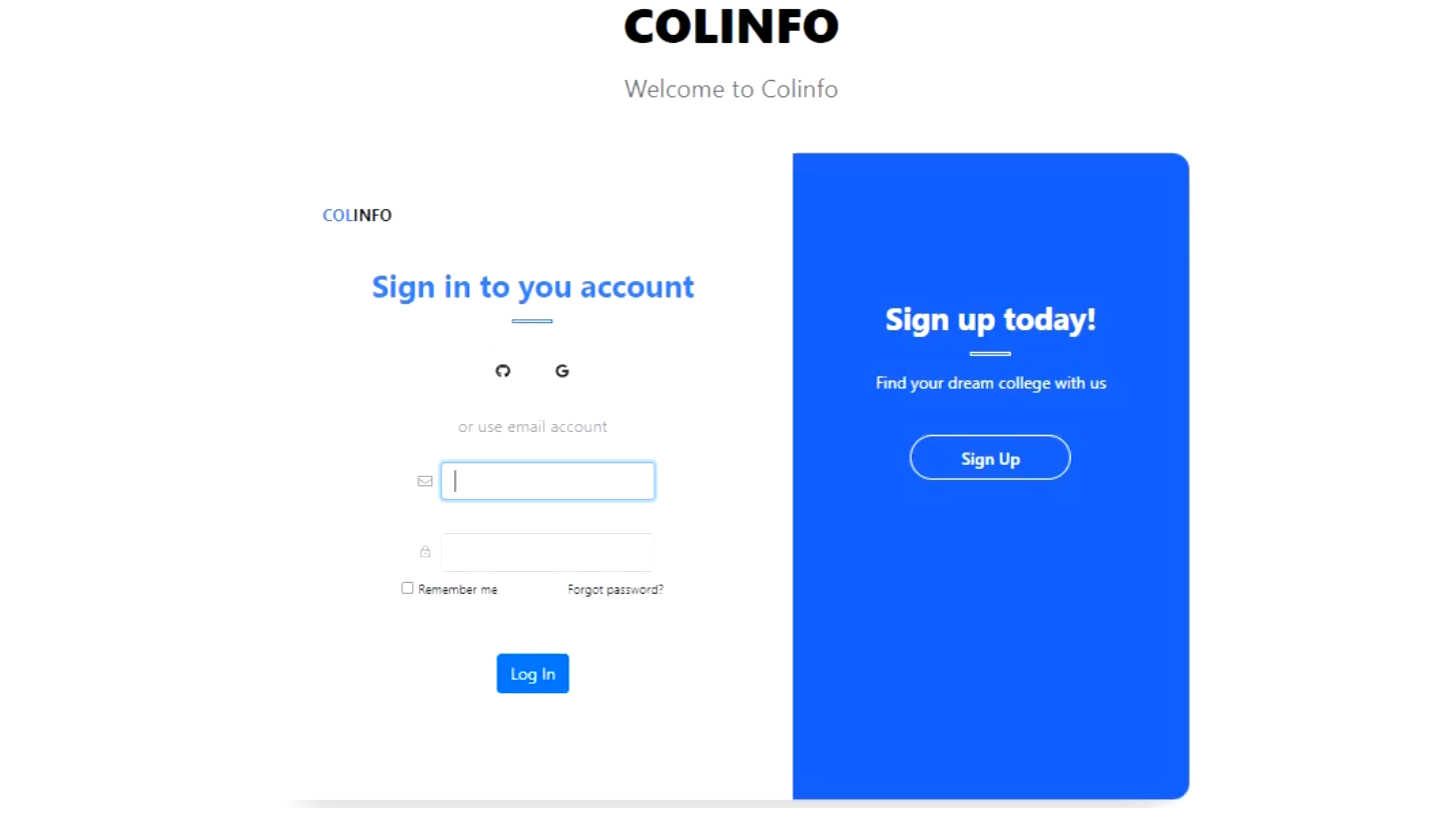 COLINFO
Welcome to Colinfo
COLINFO
Sign in to you account
or use email account
Remember me
Forgot password?
Log In
Sign up today!
Find your dream college with us
Sign Up